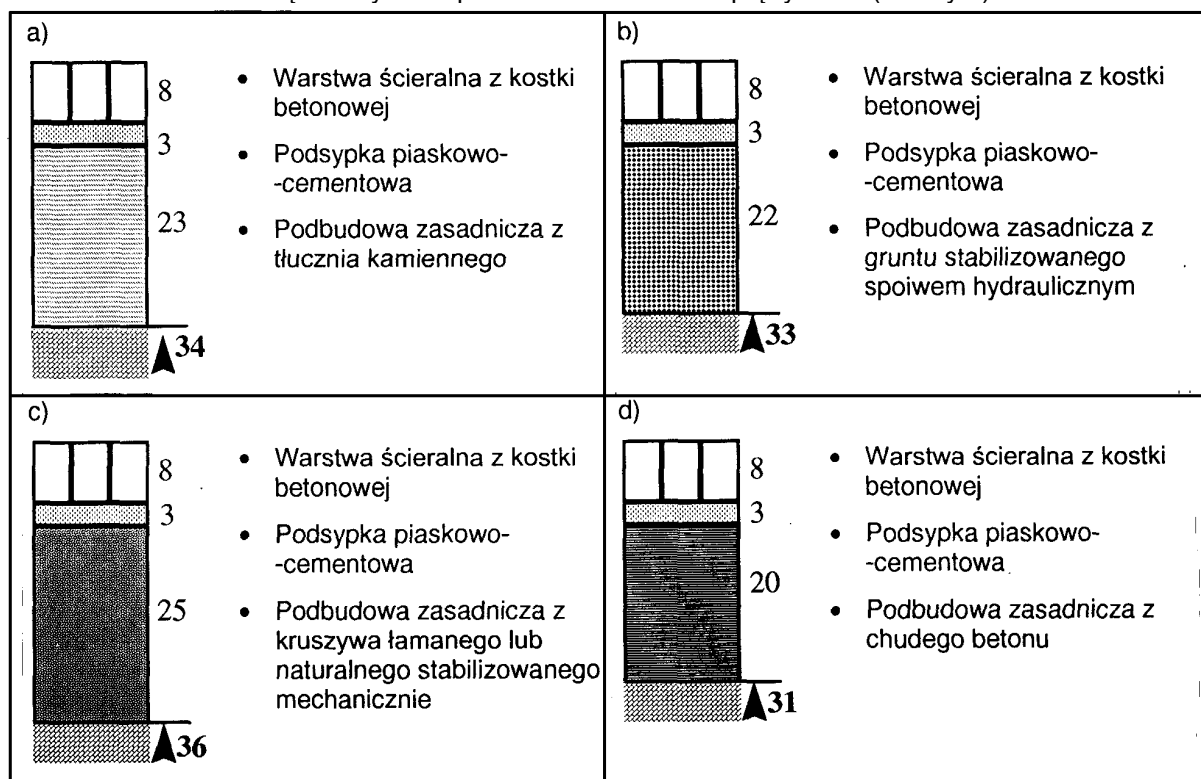 a)
8
3
23
34
• Warstwa ścieralna z kostki
betonowej
• Podsypka piaskowo-
-cementowa
• Podbudowa zasadnicza z
tłucznia kamiennego
b)
8
3
22
33
• Warstwa ścieralna z kostki
betonowej
• Podsypka piaskowo-
-cementowa
• Podbudowa zasadnicza z
gruntu stabilizowanego
spoiwem hydraulicznym
c)
8
3
25
36
• Warstwa ścieralna z kostki
betonowej
• Podsypka piaskowo-
-cementowa
• Podbudowa zasadnicza z
kruszywa łamanego lub
naturalnego stabilizowanego
mechanicznie
d)
8
3
20
31
• Warstwa ścieralna z kostki
betonowej
• Podsypka piaskowo-
-cementowa
• Podbudowa zasadnicza z
chudego betonu